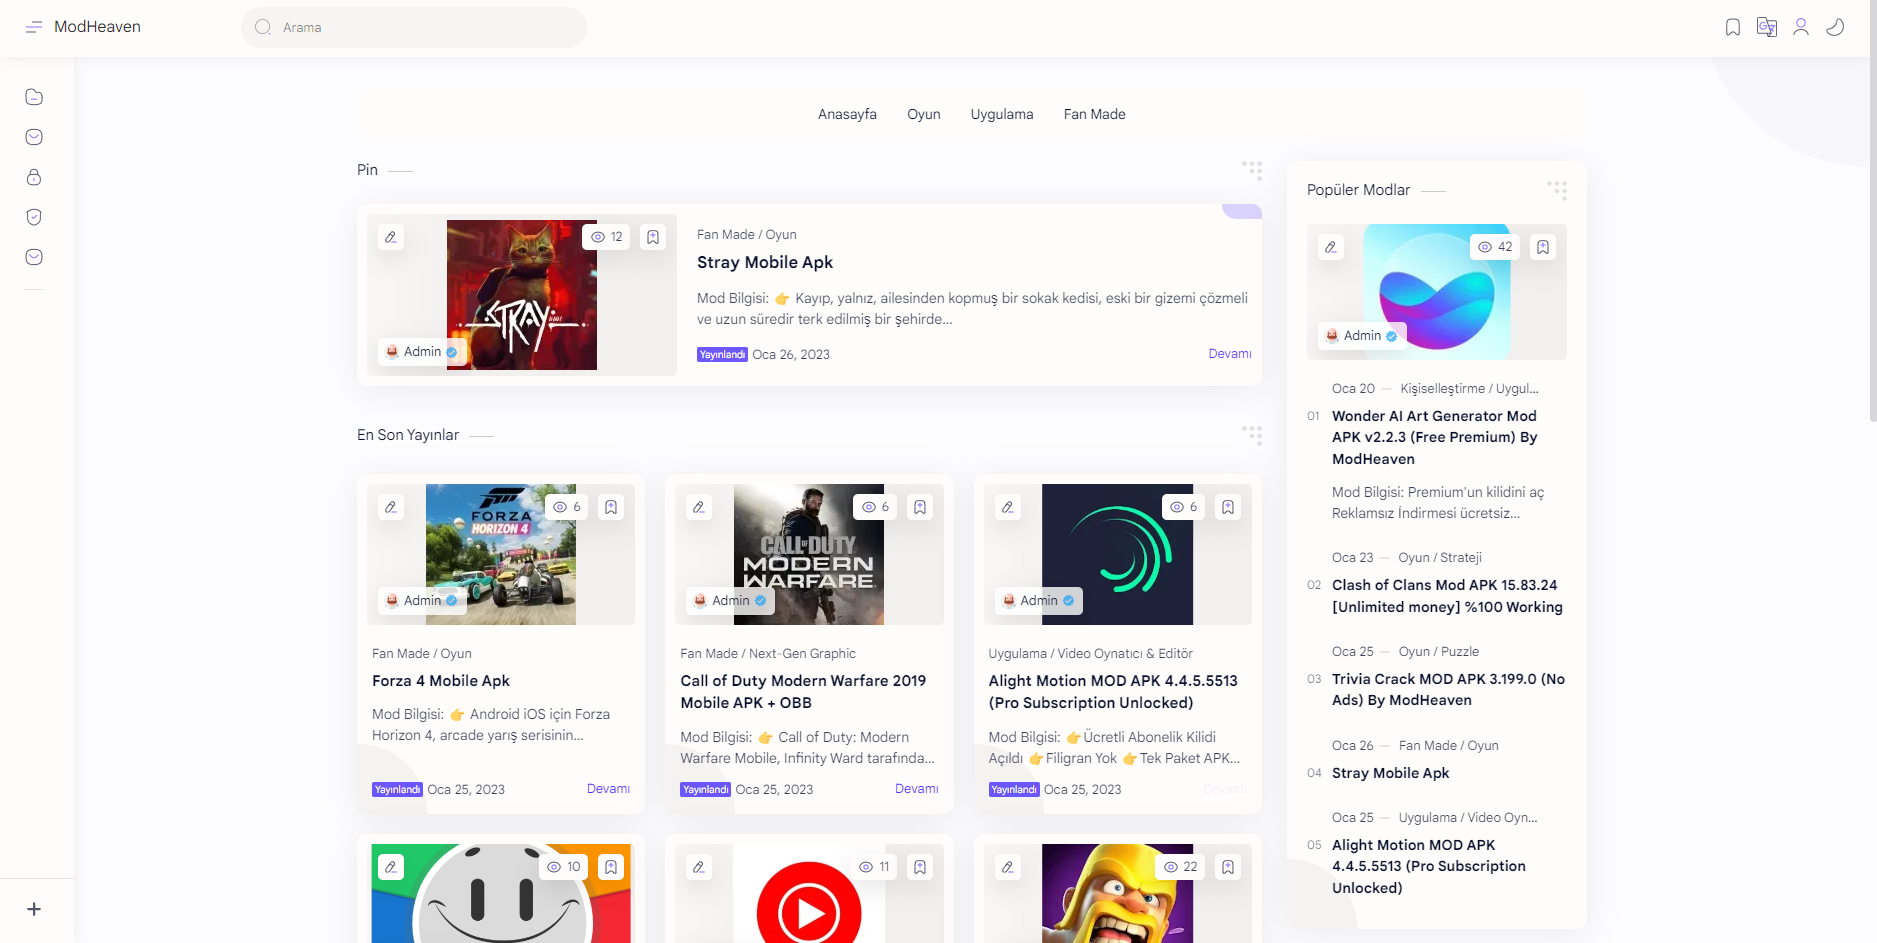 ModHeaven
Arama
Anasayfa Oyun Uygulama Fan Made
Pin
12
STRAY
Admin
Fan Made / Oyun
Stray Mobile Apk
Mod Bilgisi: 👉 Kayıp, yalnız, ailesinden kopmuş bir sokak kedisi, eski bir gizemi çözmeli
ve uzun süredir terk edilmiş bir şehirde...
Yayınlandı Oca 26, 2023
Devamı
En Son Yayınlar
6
FORZA
HORIZON 4
Admin
Fan Made / Oyun
Forza 4 Mobile Apk
Mod Bilgisi: 👉 Android iOS için Forza
Horizon 4, arcade yarış serisinin...
Yayınlandı Oca 25, 2023
Devamı
6
CALL OF DUTY
MODERN
WARFARE
Admin
Fan Made / Next-Gen Graphic
Call of Duty Modern Warfare 2019
Mobile APK + OBB
Mod Bilgisi: 👉 Call of Duty: Modern
Warfare Mobile, Infinity Ward tarafında...
Yayınlandı Oca 25, 2023
Devamı
6
Admin
Uygulama / Video Oynatıcı & Editör
Alight Motion MOD APK 4.4.5.5513
(Pro Subscription Unlocked)
Mod Bilgisi: 👉Ücretli Abonelik Kilidi
Açıldı 👉Filigran Yok 👉Tek Paket APK...
Yayınlandı Oca 25, 2023
Devamı
10
11
22
Popüler Modlar
42
Admin
Oca 20 — Kişiselleştirme / Uygul...
01 Wonder AI Art Generator Mod
APK v2.2.3 (Free Premium) By
ModHeaven
Mod Bilgisi: Premium'un kilidini aç
Reklamsız İndirmesi ücretsiz...
Oca 23 — Oyun / Strateji
02 Clash of Clans Mod APK 15.83.24
[Unlimited money] %100 Working
Oca 25 — Oyun / Puzzle
03 Trivia Crack MOD APK 3.199.0 (No
Ads) By ModHeaven
Oca 26 — Fan Made / Oyun
04 Stray Mobile Apk
Oca 25 — Uygulama / Video Oyn...
05 Alight Motion MOD APK
4.4.5.5513 (Pro Subscription
Unlocked)